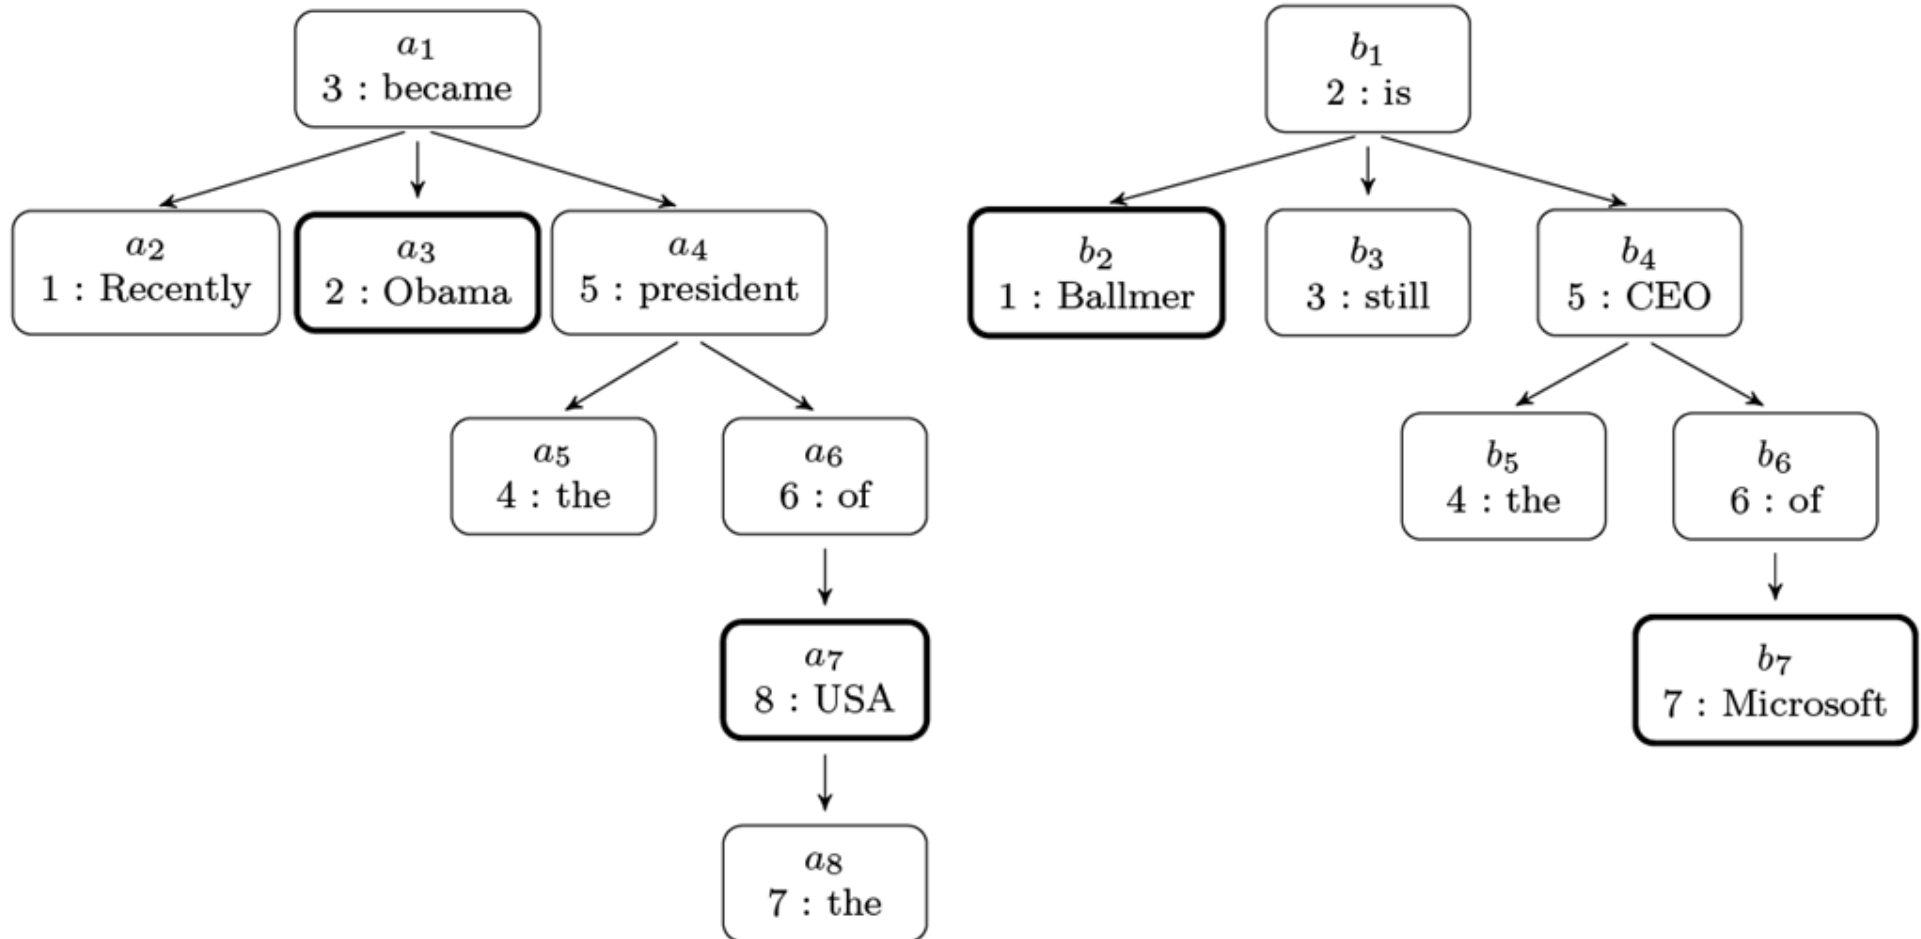 a1
3 : became
b1
2 : is
a2
1 : Recently
a3
2 : Obama
a4
5 : president
b2
1 : Ballmer
b3
3 : still
b4
5 : CEO
a5
4 : the
a6
6 : of
b5
4 : the
b6
6 : of
a7
8 : USA
b7
7 : Microsoft
a8
7 : the